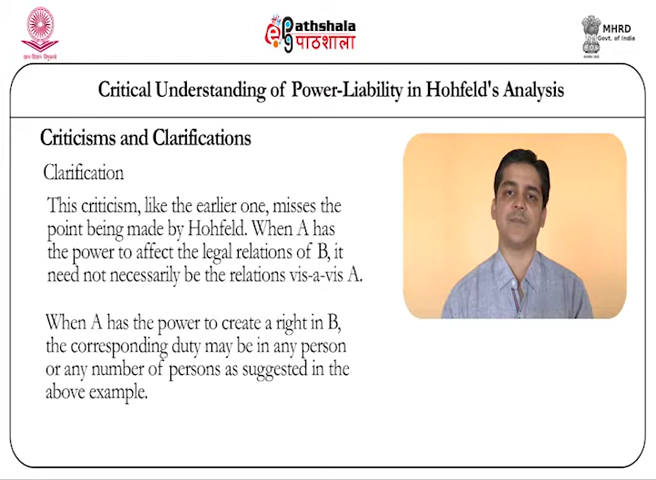 ePathshala
पाठशाला
MHRD
Govt. of India
Critical Understanding of Power-Liability in Hohfeld's Analysis
Criticisms and Clarifications
Clarification
This criticism, like the earlier one, misses the
point being made by Hohfeld. When A has
the power to affect the legal relations of B, it
need not necessarily be the relations vis-a-vis A.
When A has the power to create a right in B,
the corresponding duty may be in any person
or any number of persons as suggested in the
above example.